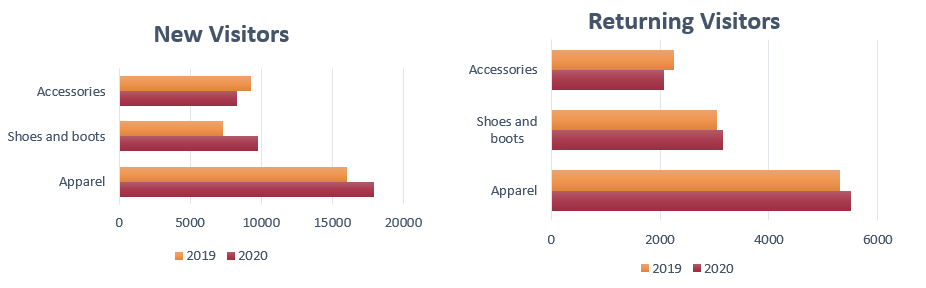 New Visitors
Accessories
Shoes and boots
Apparel
0 5000 10000 15000 20000
2019 2020
Returning Visitors
Accessories
Shoes and
boots
Apparel
0 2000 4000 6000
2019 2020